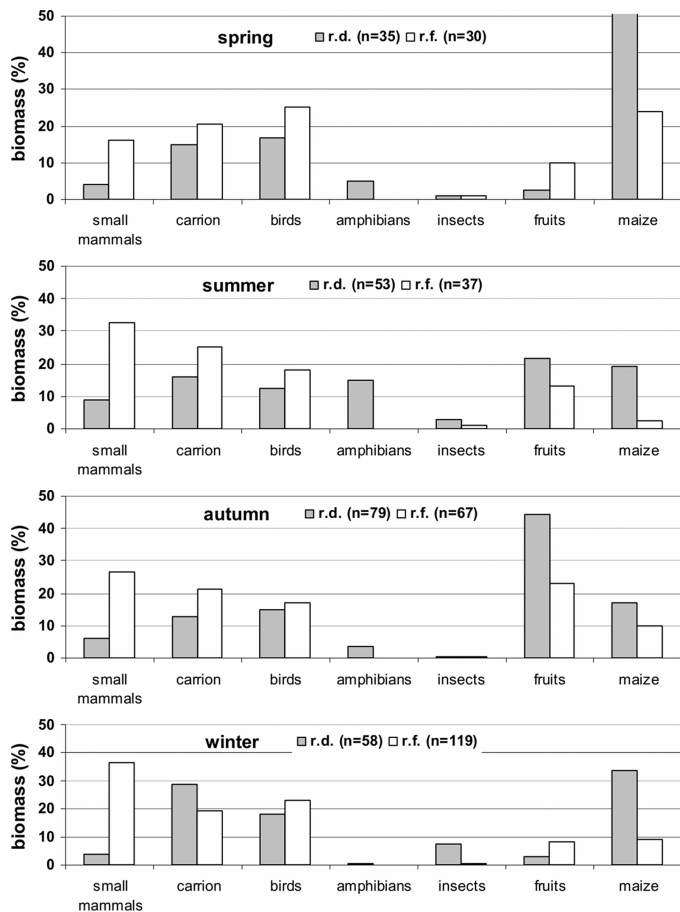 spring
r.d. (n=35) r.f. (n=30)
biomass (%)
50
40
30
20
10
0
small mammals carrion birds amphibians insects fruits maize
summer
r.d. (n=53) r.f. (n=37)
biomass (%)
50
40
30
20
10
0
small mammals carrion birds amphibians insects fruits maize
autumn
r.d. (n=79) r.f. (n=67)
biomass (%)
50
40
30
20
10
0
small mammals carrion birds amphibians insects fruits maize
winter
r.d. (n=58) r.f. (n=119)
biomass (%)
50
40
30
20
10
0
small mammals carrion birds amphibians insects fruits maize